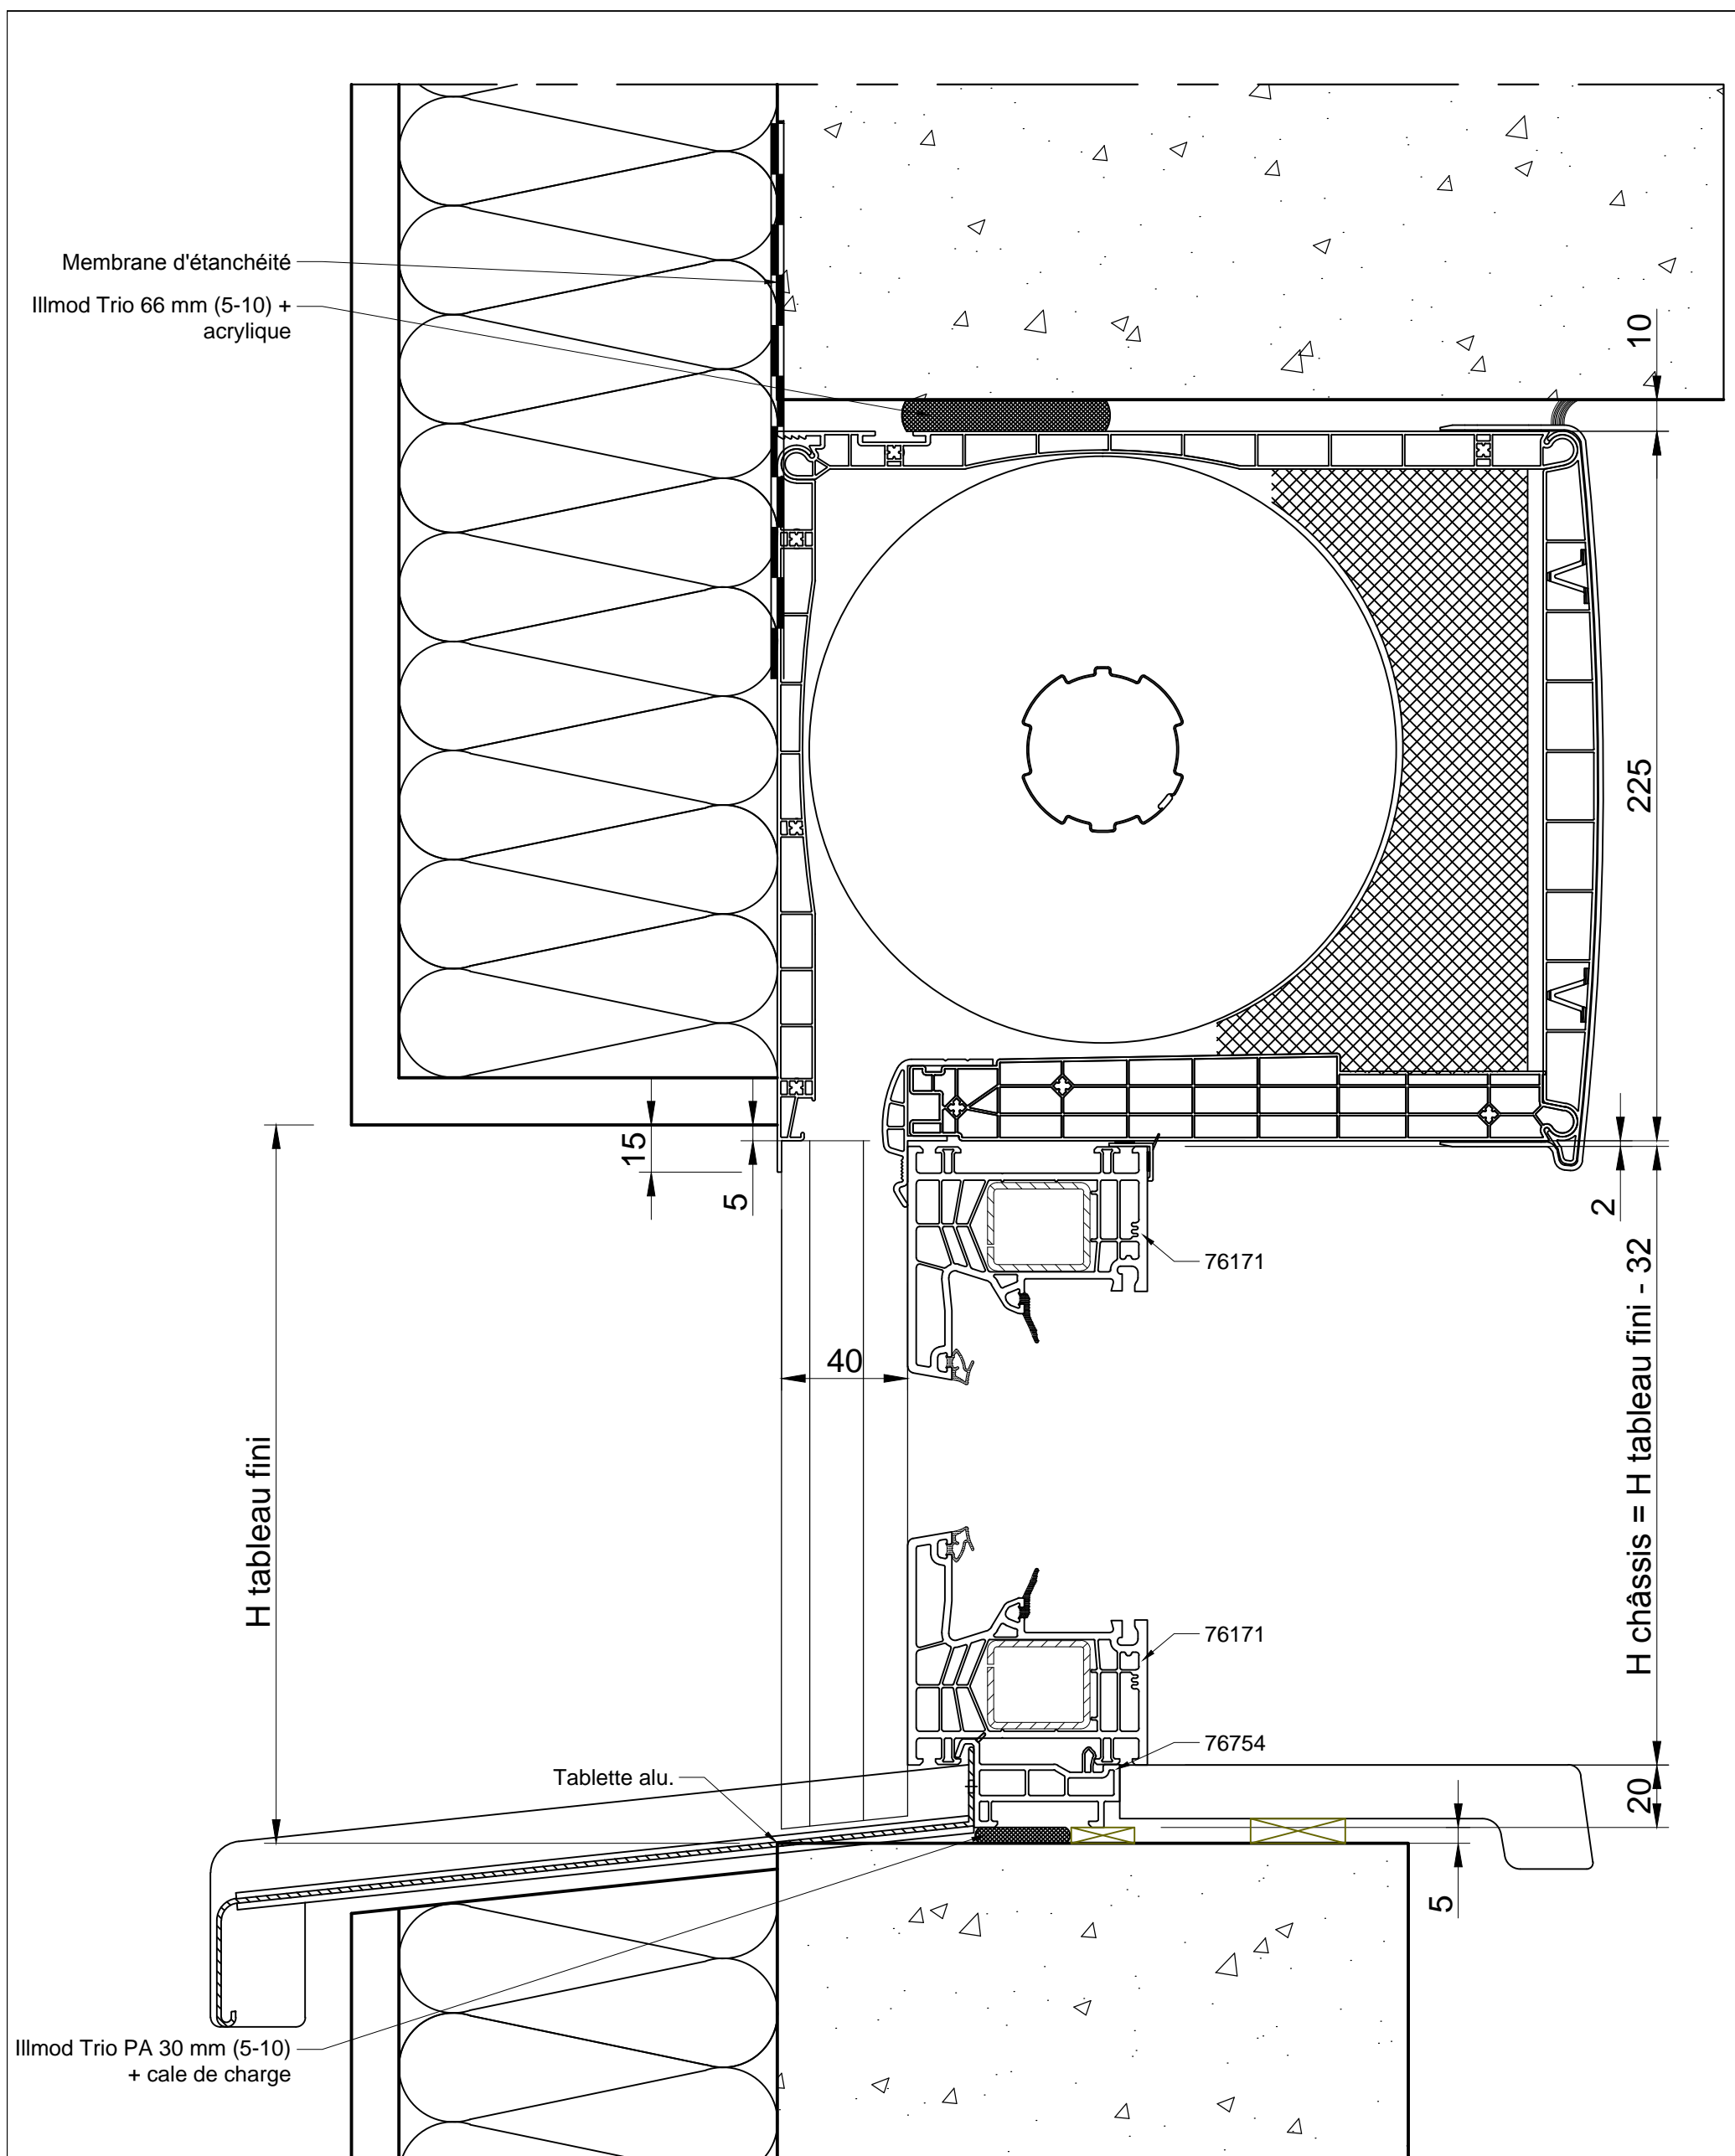 Membrane d'étanchéité
Illmod Trio 66 mm (5-10) +
acrylique
10
225
15
5
2
76171
40
H tableau fini
H châssis = H tableau fini - 32
76171
76754
Tablette alu.
20
5
Illmod Trio PA 30 mm (5-10)
+ cale de charge